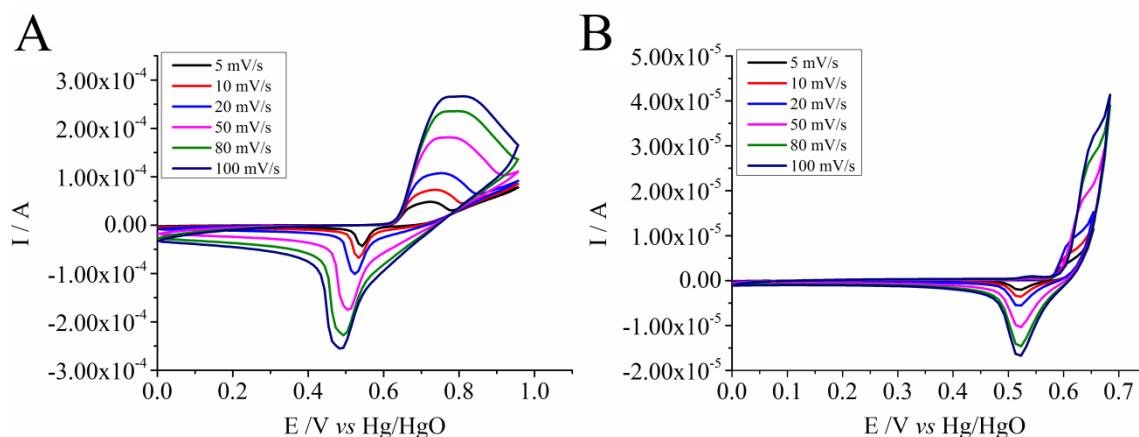 A
3.00x10⁻⁴
2.00x10⁻⁴
1.00x10⁻⁴
0.00
-1.00x10⁻⁴
-2.00x10⁻⁴
-3.00x10⁻⁴
I / A
5 mV/s
10 mV/s
20 mV/s
50 mV/s
80 mV/s
100 mV/s
0.0 0.2 0.4 0.6 0.8 1.0
E /V vs Hg/HgO
B
5.00x10⁻⁵
4.00x10⁻⁵
3.00x10⁻⁵
2.00x10⁻⁵
1.00x10⁻⁵
0.00
-1.00x10⁻⁵
-2.00x10⁻⁵
I / A
5 mV/s
10 mV/s
20 mV/s
50 mV/s
80 mV/s
100 mV/s
0.0 0.1 0.2 0.3 0.4 0.5 0.6 0.7
E /V vs Hg/HgO